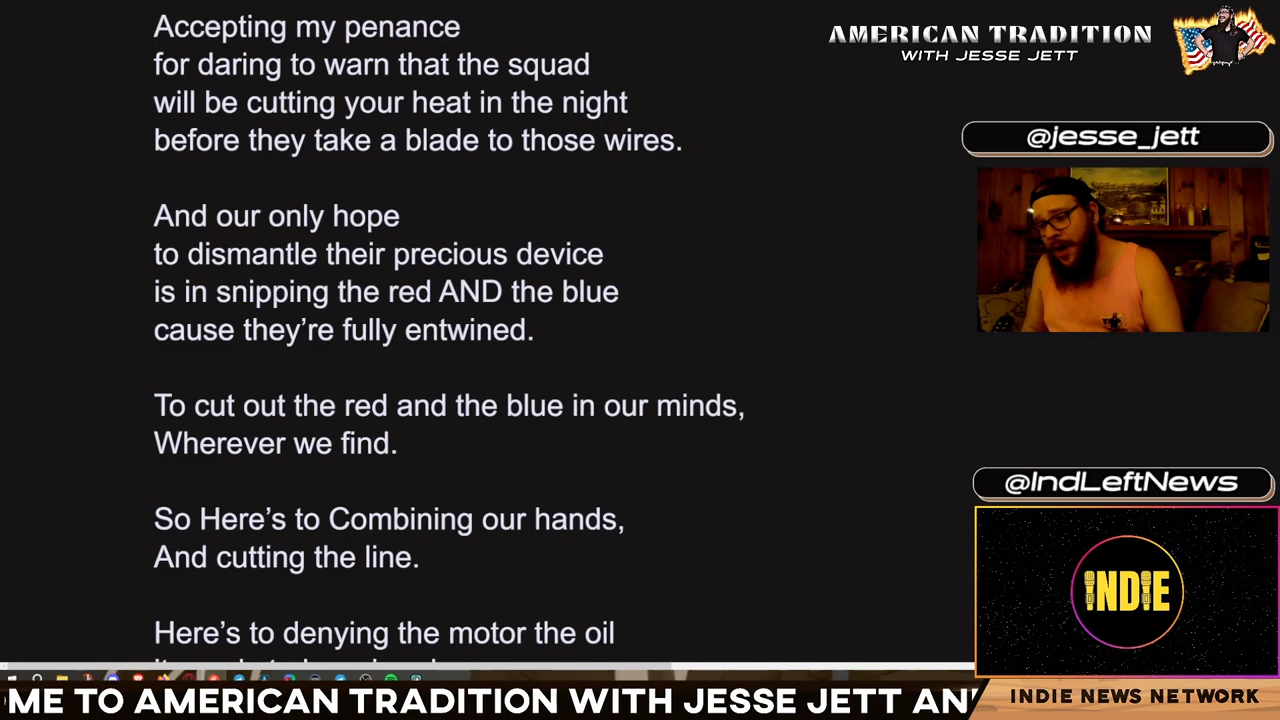 Accepting my penance
for daring to warn that the squad
will be cutting your heat in the night
before they take a blade to those wires.
And our only hope
to dismantle their precious device
is in snipping the red AND the blue
cause they’re fully entwined.
To cut out the red and the blue in our minds,
Wherever we find.
So Here’s to Combining our hands,
And cutting the line.
Here’s to denying the motor the oil
AMERICAN TRADITION
WITH JESSE JETT
@jesse_jett
@IndLeftNews
INDIE
OME TO AMERICAN TRADITION WITH JESSE JETT AN
INDIE NEWS NETWORK